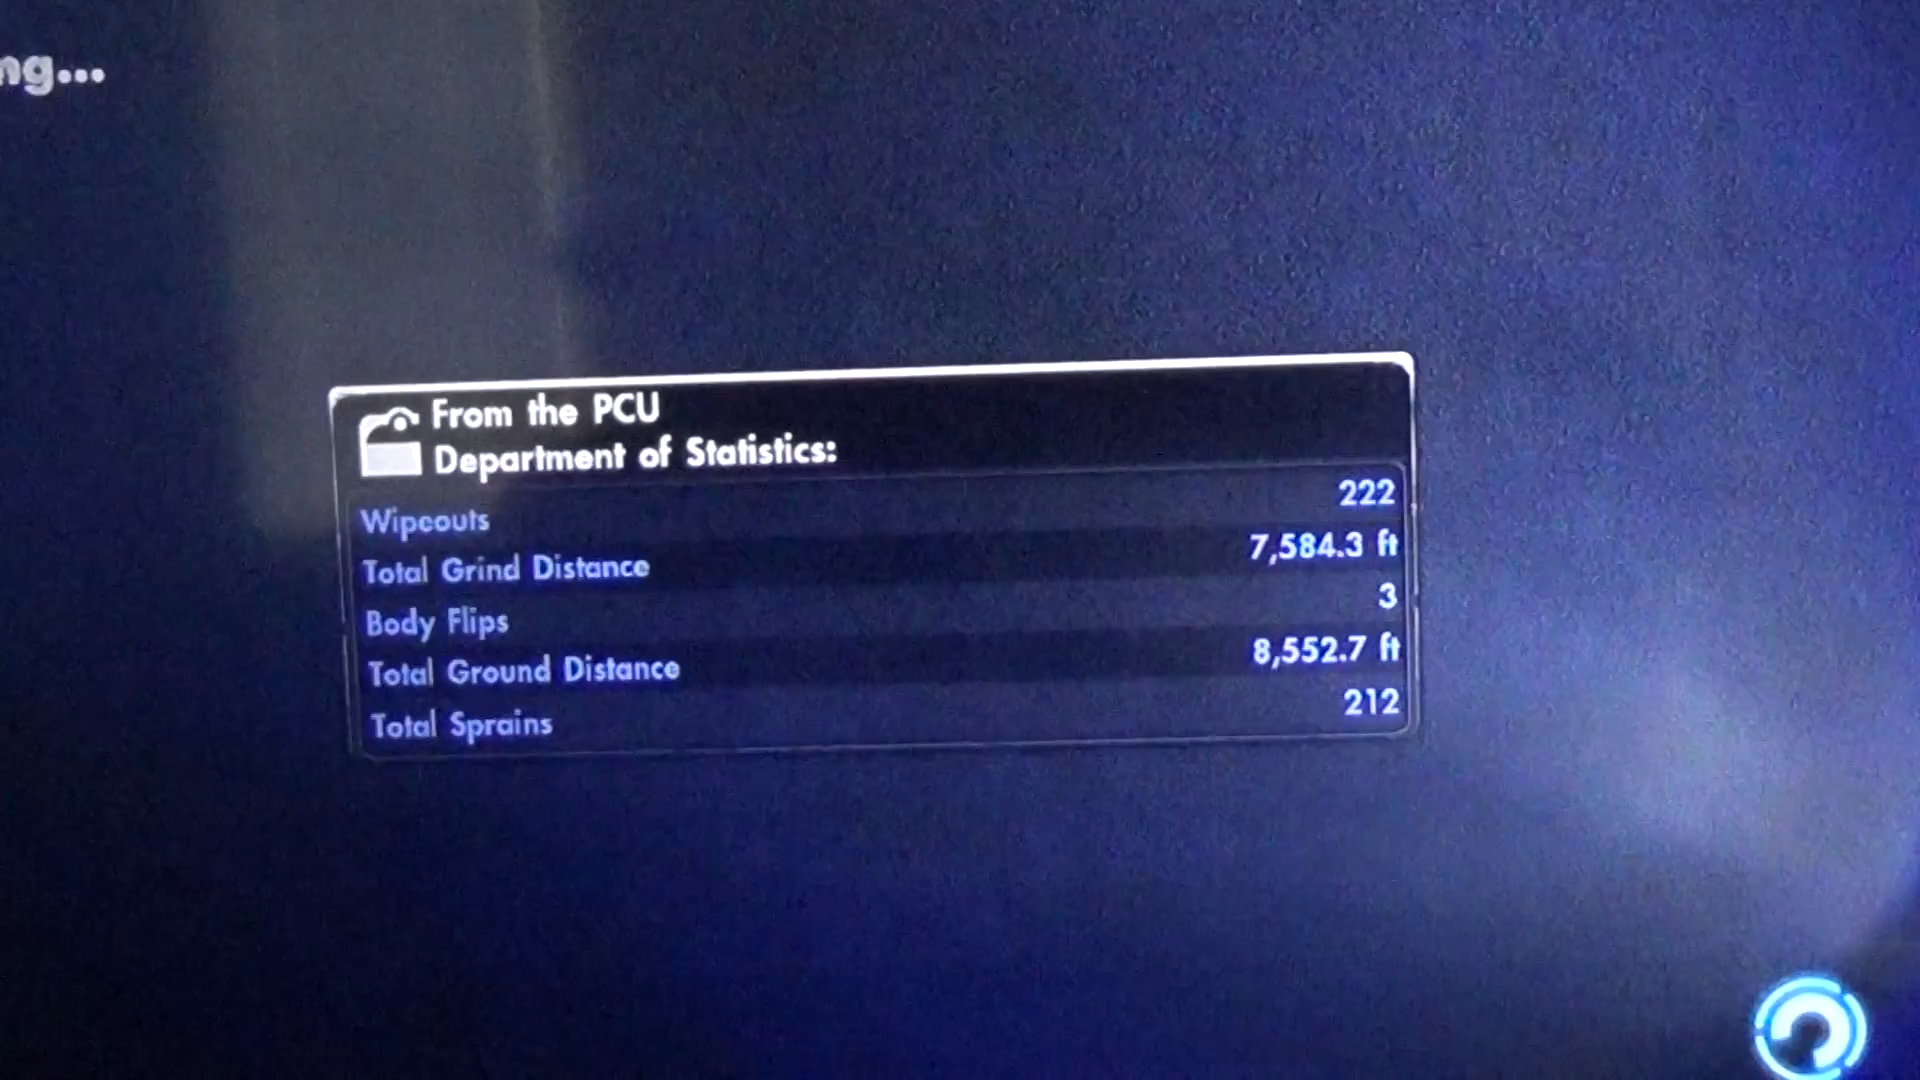 ng...
From the PCU
Department of Statistics:
Wipeouts 222
Total Grind Distance 7,584.3 ft
Body Flips 3
Total Ground Distance 8,552.7 ft
Total Sprains 212